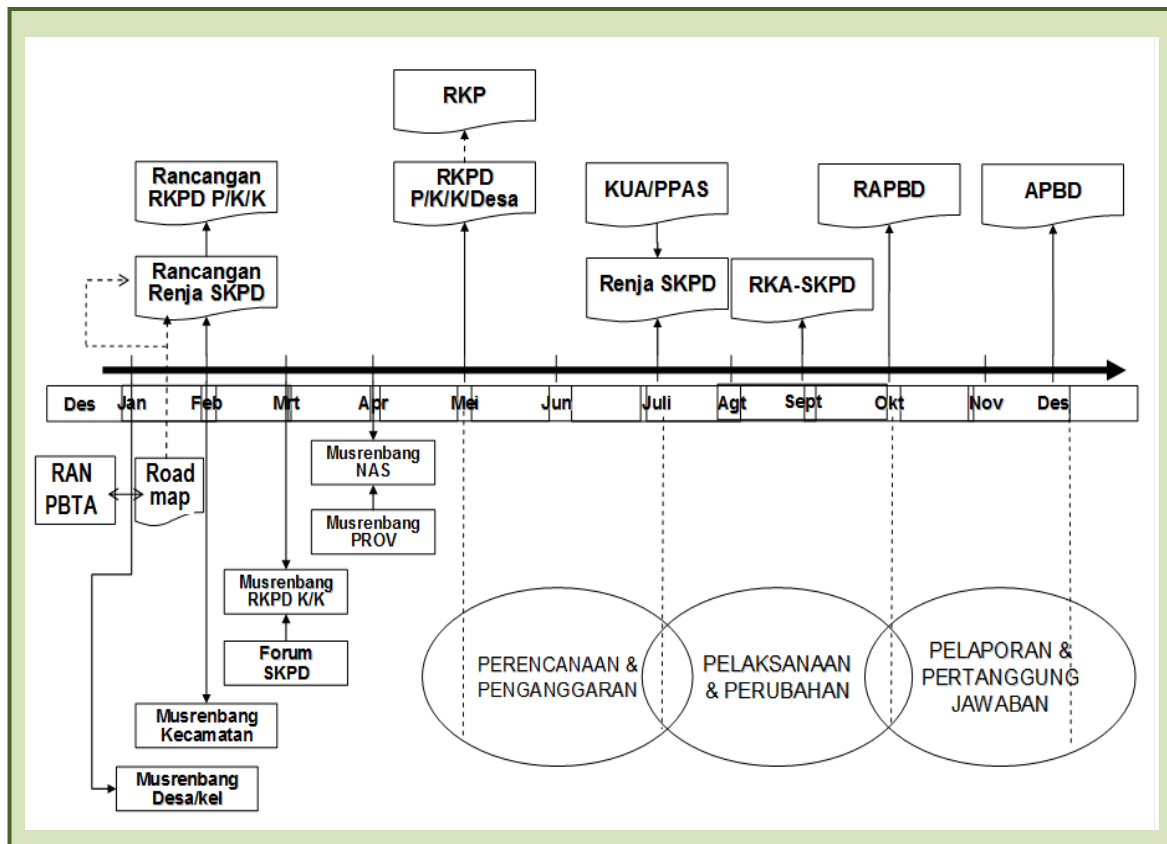 RKP
Rancangan
RKPD P/K/K
RKPD
P/K/K/Desa
KUA/PPAS
RAPBD
APBD
Rancangan
Renja SKPD
Renja SKPD
RKA-SKPD
Des Jan Feb Mrt Apr Mei Jun Juli Agt Sept Okt Nov Des
RAN
PBTA
Road
map
Musrenbang
NAS
Musrenbang
PROV
Musrenbang
RKPD K/K
Forum
SKPD
Musrenbang
Kecamatan
Musrenbang
Desa/kel
PERENCANAAN &
PENGANGGARAN
PELAKSANAAN
& PERUBAHAN
PELAPORAN &
PERTANGGUNG
JAWABAN